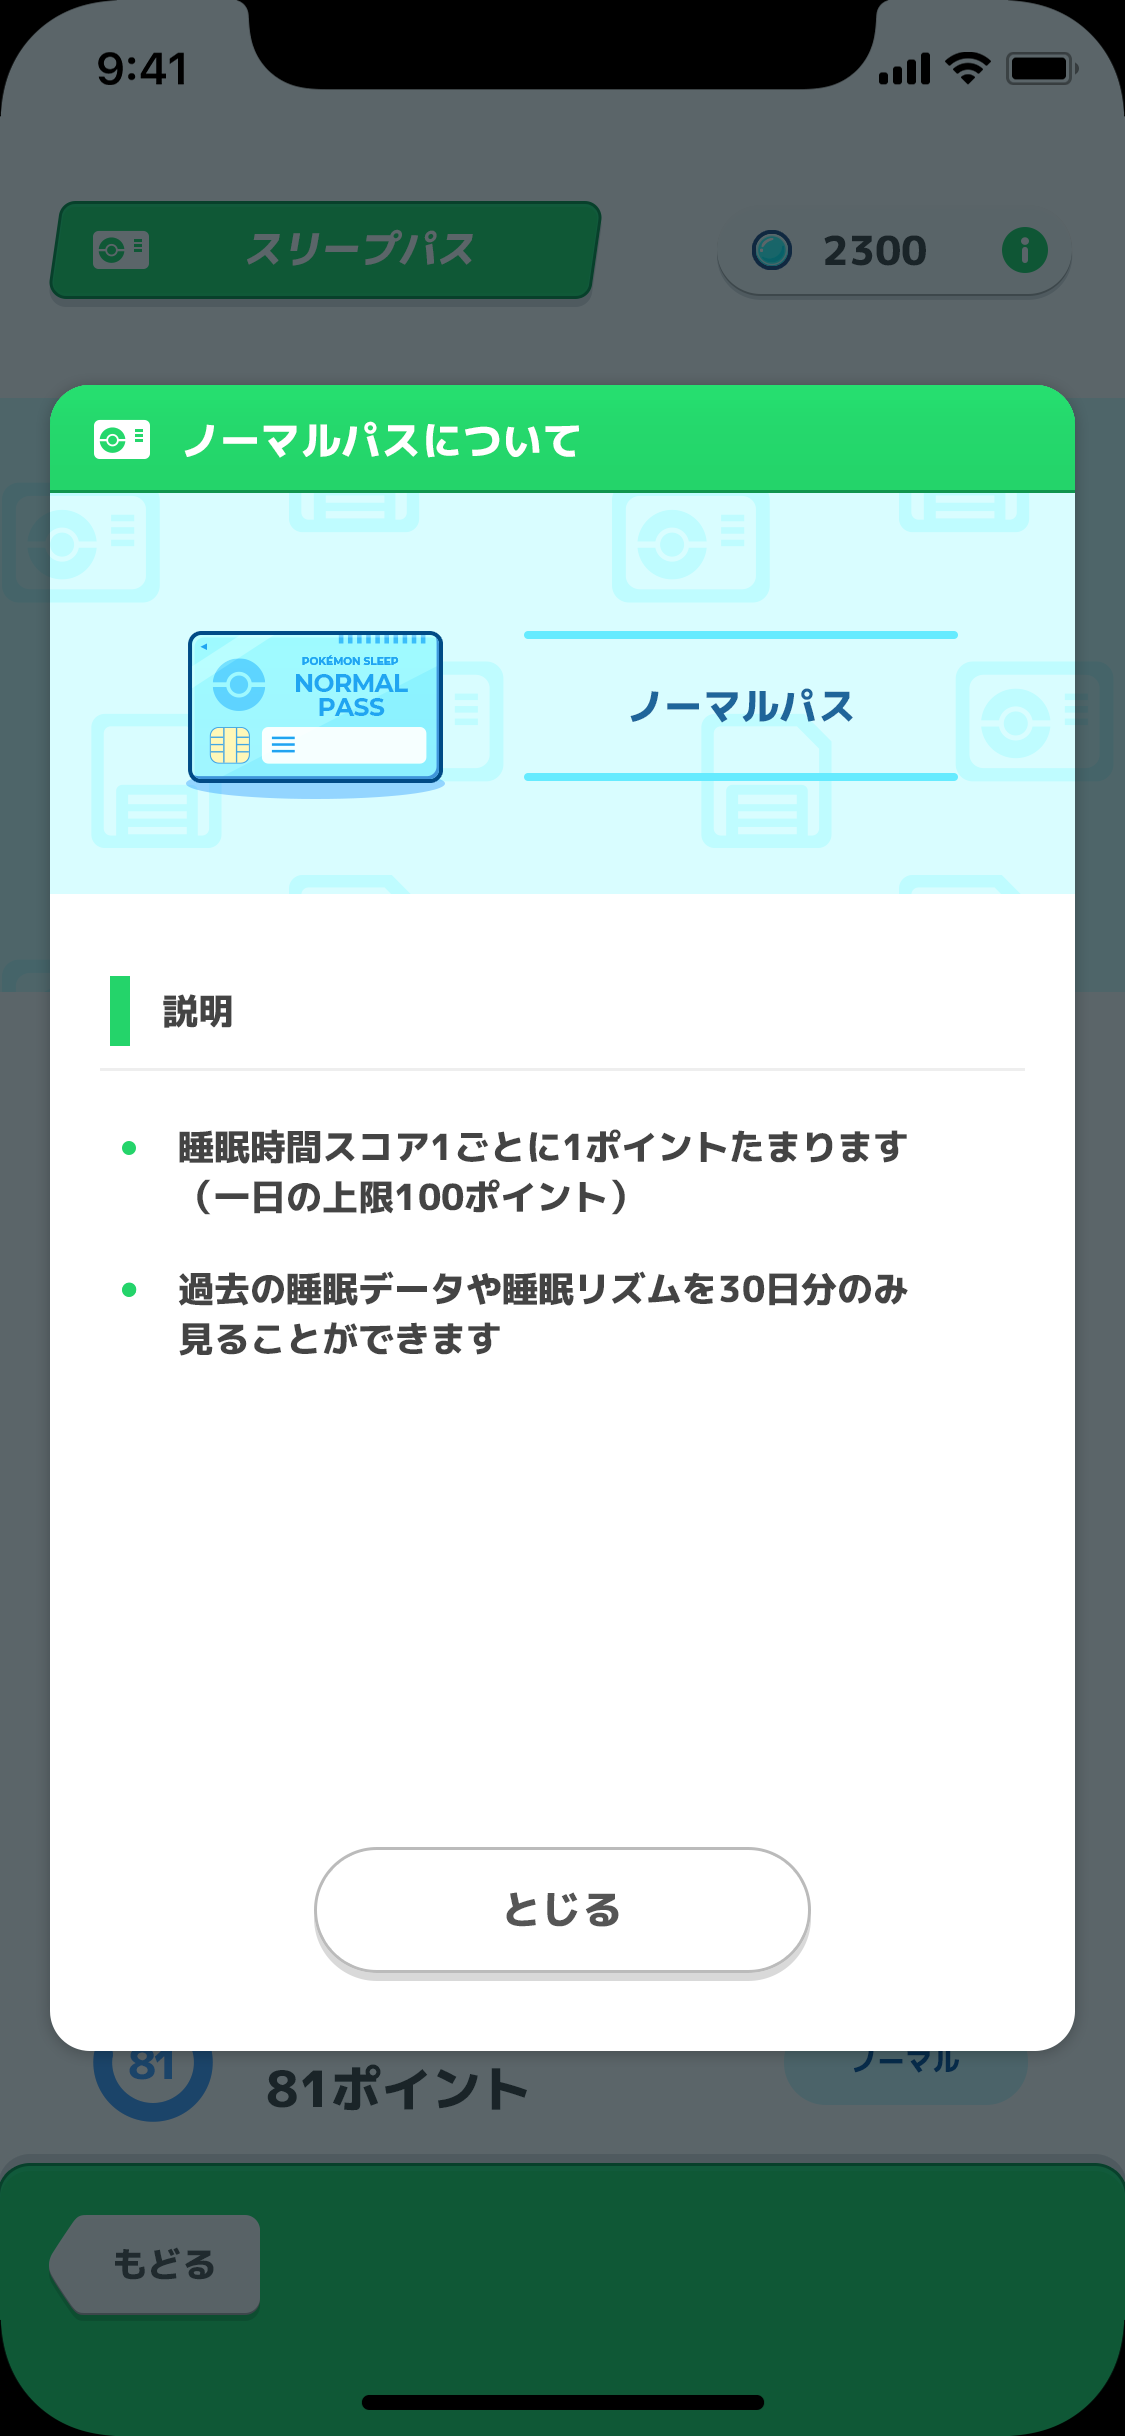 9:41
スリープパス
2300
ノーマルパスについて
POKÉMON SLEEP
NORMAL
PASS
ノーマルパス
説明
• 睡眠時間スコア1ごとに1ポイントたまります
（一日の上限100ポイント）
• 過去の睡眠データや睡眠リズムを30日分のみ
見ることができます
とじる
81
81ポイント
ノーマル
もどる